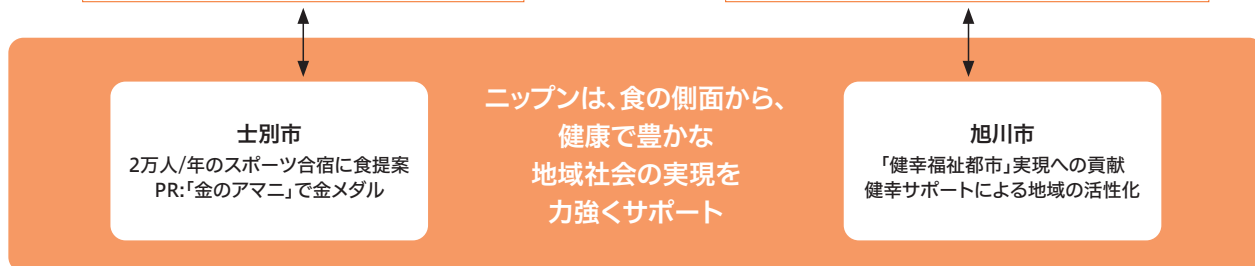 士別市
2万人/年のスポーツ合宿に食提案
PR:「金のアマニ」で金メダル
ニップンは、食の側面から、
健康で豊かな
地域社会の実現を
力強くサポート
旭川市
「健幸福祉都市」実現への貢献
健幸サポートによる地域の活性化